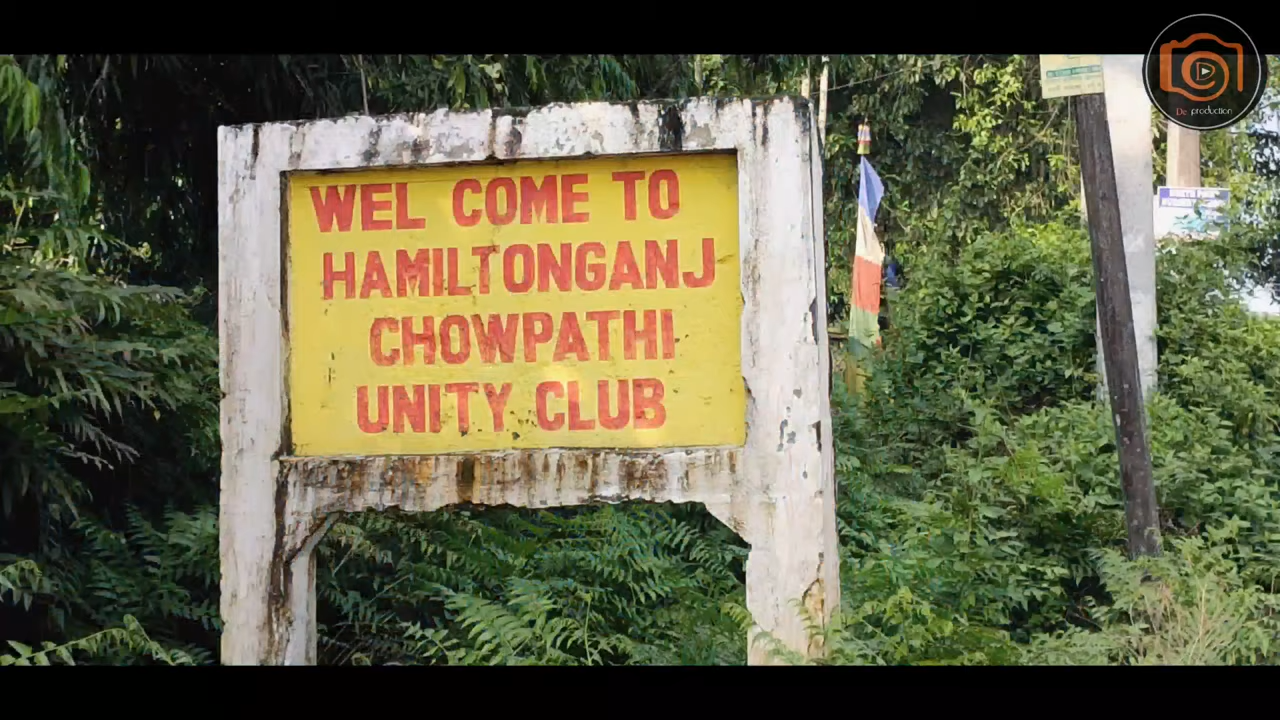 WEL COME TO
HAMILTONGANJ
CHOWPATHI
UNITY CLUB
De production